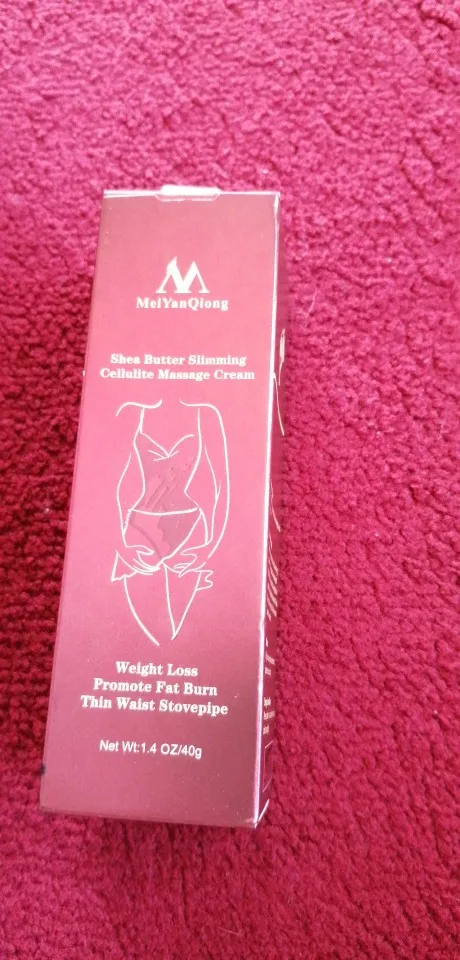 MeiYanQiong
Shea Butter Slimming
Cellulite Massage Cream
Weight Loss
Promote Fat Burn
Thin Waist Stovepipe
Net Wt:1.4 OZ/40g